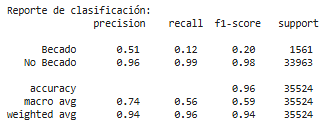 Reporte de clasificación:
precision recall f1-score support
Becado 0.51 0.12 0.20 1561
No Becado 0.96 0.99 0.98 33963
accuracy 0.96 35524
macro avg 0.74 0.56 0.59 35524
weighted avg 0.94 0.96 0.94 35524